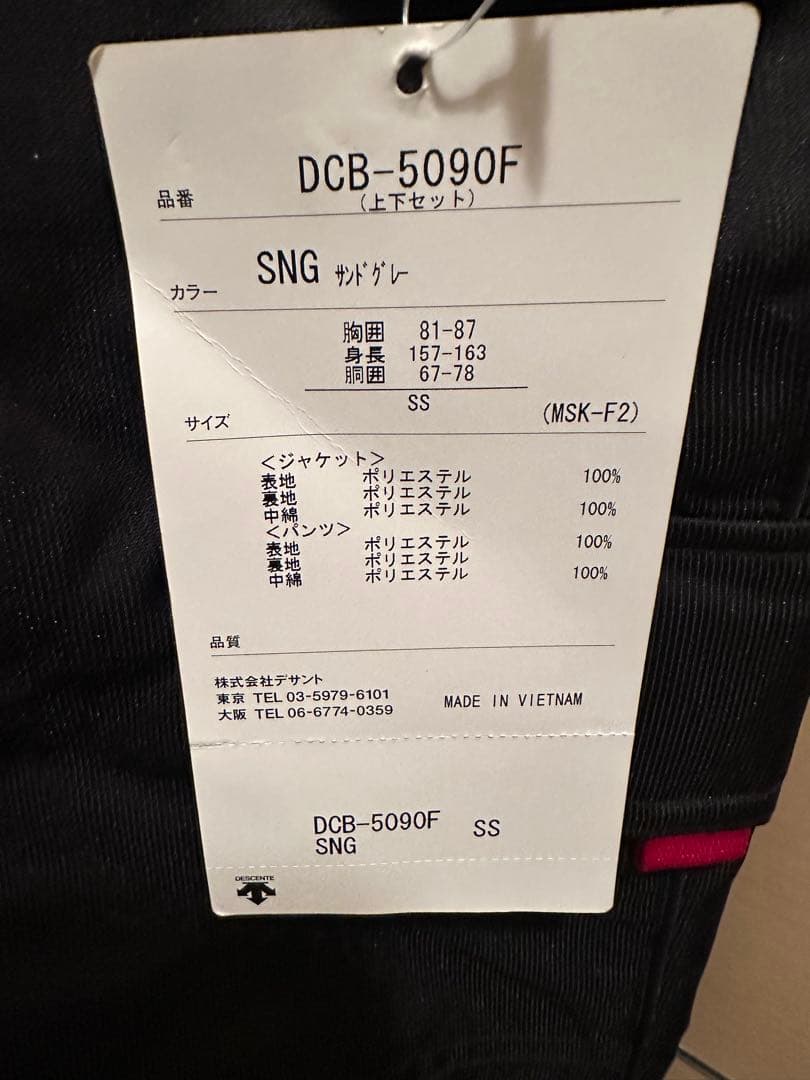 DCB-5090F
品番 (上下セット)
カラー SNG ｻﾝﾄﾞｸﾞﾚｰ
胸囲 81-87
身長 157-163
胴囲 67-78
SS
サイズ (MSK-F2)
<ジャケット>
表地 ポリエステル 100%
裏地 ポリエステル
中綿 ポリエステル 100%
<パンツ>
表地 ポリエステル 100%
裏地 ポリエステル
中綿 ポリエステル 100%
品質
株式会社デサント
東京 TEL 03-5979-6101
大阪 TEL 06-6774-0359
MADE IN VIETNAM
DCB-5090F SS
SNG
DESCENTE